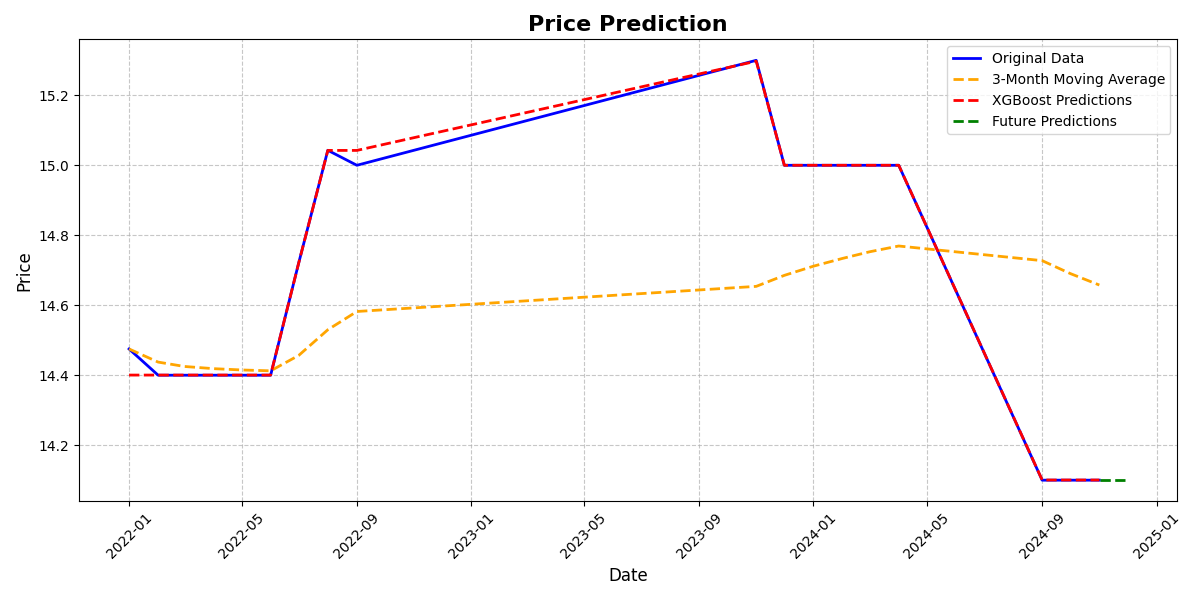 Price Prediction
Original Data
3-Month Moving Average
XGBoost Predictions
Future Predictions
Price
15.2
15.0
14.8
14.6
14.4
14.2
2022-01
2022-05
2022-09
2023-01
2023-05
2023-09
2024-01
2024-05
2024-09
2025-01
Date